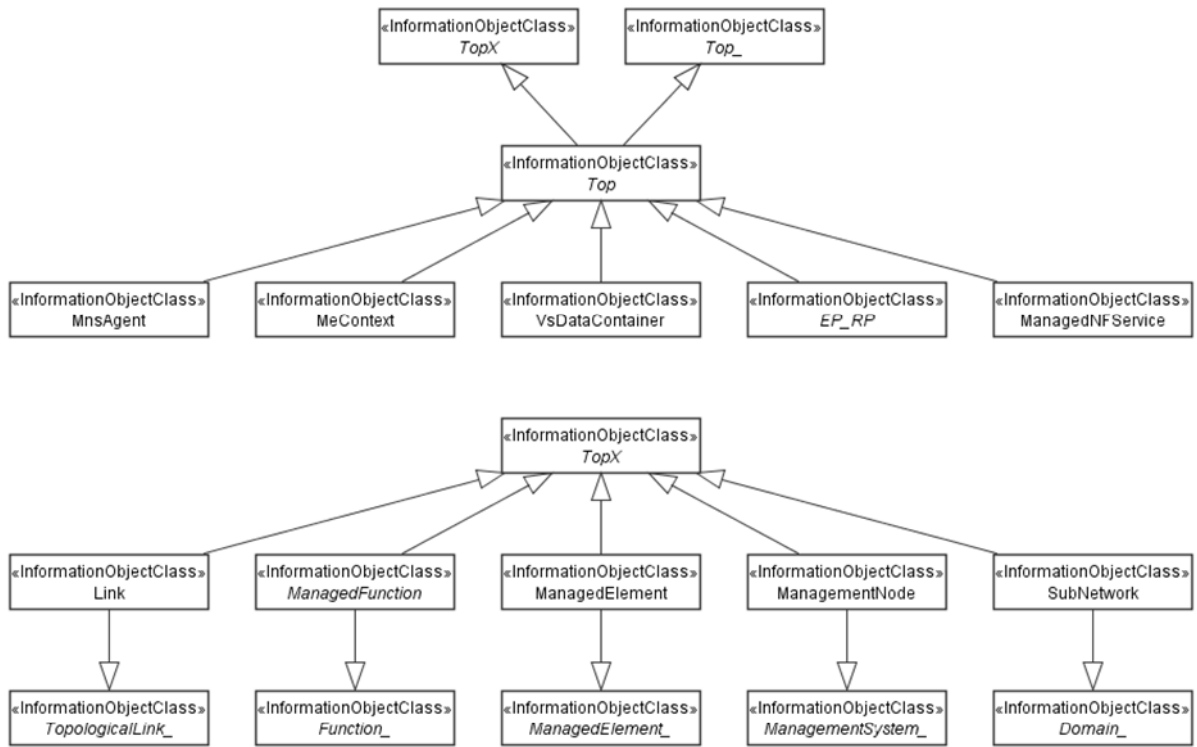 «InformationObjectClass»
TopX
«InformationObjectClass»
Top_
«InformationObjectClass»
Top
«InformationObjectClass»
MnsAgent
«InformationObjectClass»
MeContext
«InformationObjectClass»
VsDataContainer
«InformationObjectClass»
EP_RP
«InformationObjectClass»
ManagedNFService
«InformationObjectClass»
TopX
«InformationObjectClass»
Link
«InformationObjectClass»
ManagedFunction
«InformationObjectClass»
ManagedElement
«InformationObjectClass»
ManagementNode
«InformationObjectClass»
SubNetwork
«InformationObjectClass»
TopologicalLink_
«InformationObjectClass»
Function_
«InformationObjectClass»
ManagedElement_
«InformationObjectClass»
ManagementSystem_
«InformationObjectClass»
Domain_